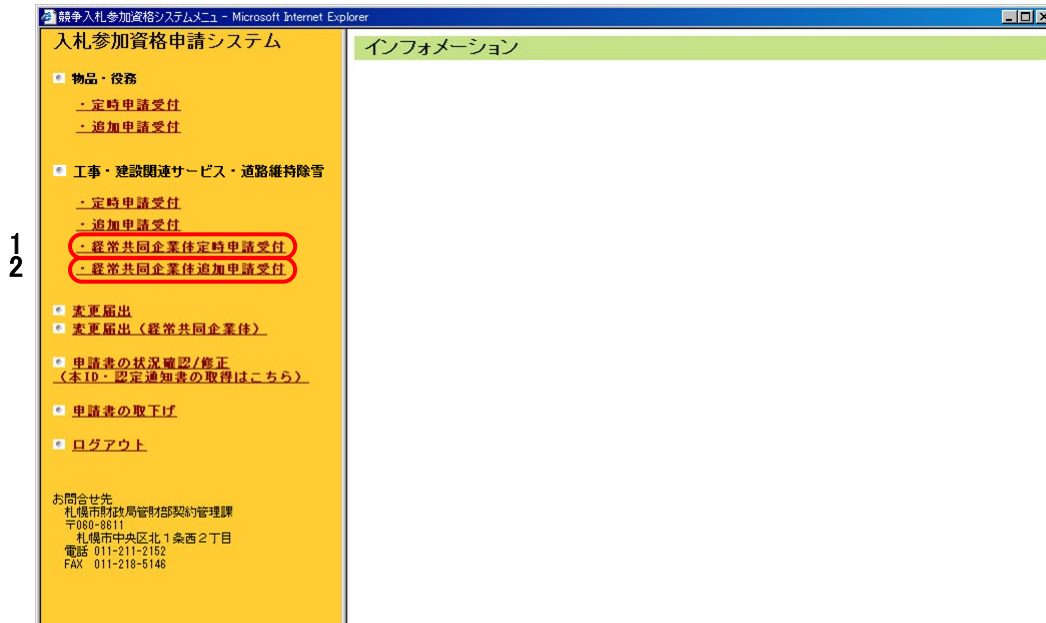 競争入札参加資格システムメニュー - Microsoft Internet Explorer
入札参加資格申請システム
インフォメーション
物品・役務
・定時申請受付
・追加申請受付
工事・建設関連サービス・道路維持除雪
・定時申請受付
・追加申請受付
1
・経常共同企業体定時申請受付
2
・経常共同企業体追加申請受付
変更届出
変更届出（経常共同企業体）
申請書の状況確認/修正
（本ID・認定通知書の取得はこちら）
申請書の取下げ
ログアウト
お問合せ先
札幌市財政局管財部契約管理課
〒060-8611
札幌市中央区北１条西２丁目
電話 011-211-2152
FAX 011-218-5146